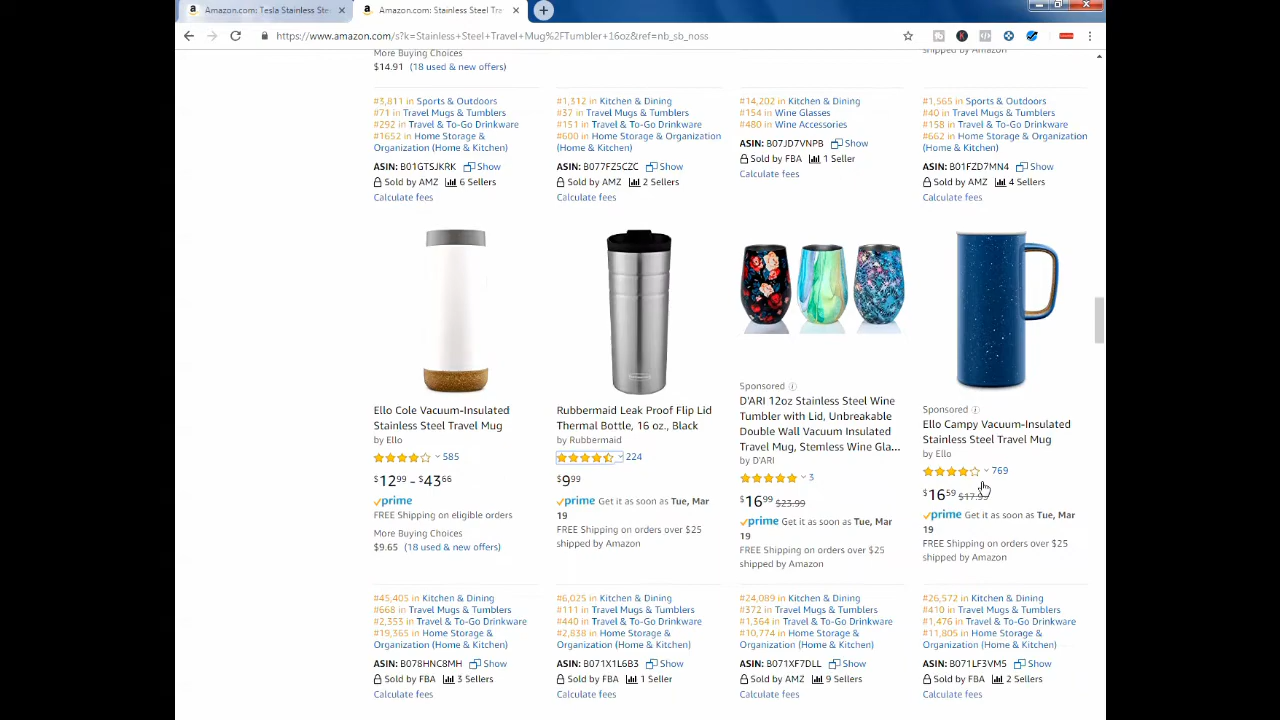 Amazon.com: Tesla Stainless Ste
Amazon.com: Stainless Steel Tra
https://www.amazon.com/s?k=Stainless+Steel+Travel+Mug%2FTumbler+16oz&ref=nb_sb_noss
More Buying Choices
$14.91 (18 used & new offers)
shipped by Amazon
#3,811 in Sports & Outdoors
#71 in Travel Mugs & Tumblers
#292 in Travel & To-Go Drinkware
#1652 in Home Storage &
Organization (Home & Kitchen)
ASIN: B01GTSJKRK Show
Sold by AMZ 6 Sellers
Calculate fees
#1,312 in Kitchen & Dining
#37 in Travel Mugs & Tumblers
#151 in Travel & To-Go Drinkware
#600 in Home Storage & Organization
(Home & Kitchen)
ASIN: B077FZ5CZC Show
Sold by AMZ 2 Sellers
Calculate fees
#14,202 in Kitchen & Dining
#154 in Wine Glasses
#480 in Wine Accessories
ASIN: B07JD7VNPB Show
Sold by FBA 1 Seller
Calculate fees
#1,565 in Sports & Outdoors
#40 in Travel Mugs & Tumblers
#158 in Travel & To-Go Drinkware
#662 in Home Storage & Organization
(Home & Kitchen)
ASIN: B01FZD7MN4 Show
Sold by AMZ 4 Sellers
Calculate fees
Ello Cole Vacuum-Insulated
Stainless Steel Travel Mug
by Ello
585
$12 99 - $43 66
prime
FREE Shipping on eligible orders
More Buying Choices
$9.65 (18 used & new offers)
Rubbermaid Leak Proof Flip Lid
Thermal Bottle, 16 oz., Black
by Rubbermaid
224
$9 99
prime Get it as soon as Tue, Mar
19
FREE Shipping on orders over $25
shipped by Amazon
Sponsored
D'ARI 12oz Stainless Steel Wine
Tumbler with Lid, Unbreakable
Double Wall Vacuum Insulated
Travel Mug, Stemless Wine Gla...
by D'ARI
3
$16 99 $23.99
prime Get it as soon as Tue, Mar
19
FREE Shipping on orders over $25
shipped by Amazon
Sponsored
Ello Campy Vacuum-Insulated
Stainless Steel Travel Mug
by Ello
769
$16 59
prime Get it as soon as Tue, Mar
19
FREE Shipping on orders over $25
shipped by Amazon
#45,405 in Kitchen & Dining
#668 in Travel Mugs & Tumblers
#2,353 in Travel & To-Go Drinkware
#19,365 in Home Storage &
Organization (Home & Kitchen)
ASIN: B078HNC8MH Show
Sold by FBA 3 Sellers
Calculate fees
#6,025 in Kitchen & Dining
#111 in Travel Mugs & Tumblers
#440 in Travel & To-Go Drinkware
#2,838 in Home Storage &
Organization (Home & Kitchen)
ASIN: B071X1L6B3 Show
Sold by FBA 1 Seller
Calculate fees
#24,089 in Kitchen & Dining
#372 in Travel Mugs & Tumblers
#1,364 in Travel & To-Go Drinkware
#10,774 in Home Storage &
Organization (Home & Kitchen)
ASIN: B071XF7DLL Show
Sold by AMZ 9 Sellers
Calculate fees
#26,572 in Kitchen & Dining
#410 in Travel Mugs & Tumblers
#1,476 in Travel & To-Go Drinkware
#11,805 in Home Storage &
Organization (Home & Kitchen)
ASIN: B071LF3VM5 Show
Sold by FBA 2 Sellers
Calculate fees